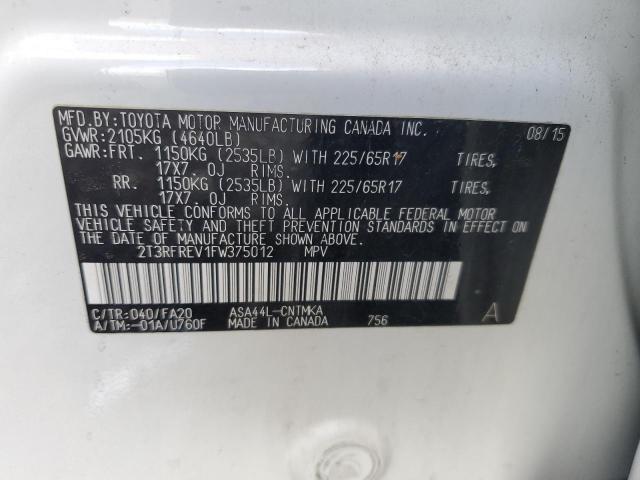 MFD.BY:TOYOTA MOTOR MANUFACTURING CANADA INC. 08/15
GVWR:2105KG (4640LB)
GAWR:FRT. 1150KG (2535LB) WITH 225/65R17 TIRES,
17X7.0J RIMS.
RR. 1150KG (2535LB) WITH 225/65R17 TIRES,
17X7.0J RIMS.
THIS VEHICLE CONFORMS TO ALL APPLICABLE FEDERAL MOTOR
VEHICLE SAFETY AND THEFT PREVENTION STANDARDS IN EFFECT ON
THE DATE OF MANUFACTURE SHOWN ABOVE.
2T3RFREV1FW375012 MPV
C/TR:040/FA20 ASA44L-CNTMKA A
A/TM:-01A/U760F MADE IN CANADA 756